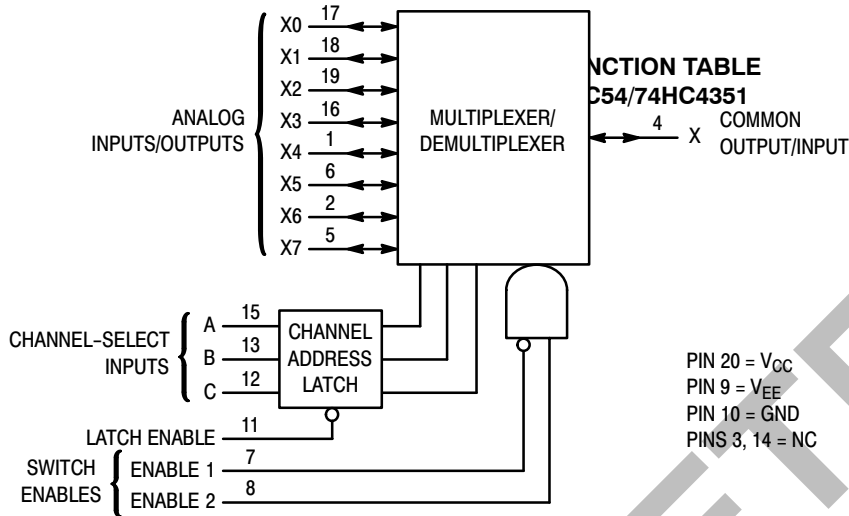 X0 17
X1 18
NCTION TABLE
X2 19
C54/74HC4351
ANALOG
INPUTS/OUTPUTS
X3 16
MULTIPLEXER/
DEMULTIPLEXER
4 X COMMON
OUTPUT/INPUT
X4 1
X5 6
X6 2
X7 5
CHANNEL-SELECT
INPUTS
A 15
B 13
C 12
CHANNEL
ADDRESS
LATCH
PIN 20 = VCC
PIN 9 = VEE
PIN 10 = GND
PINS 3, 14 = NC
LATCH ENABLE 11
SWITCH
ENABLES
ENABLE 1 7
ENABLE 2 8